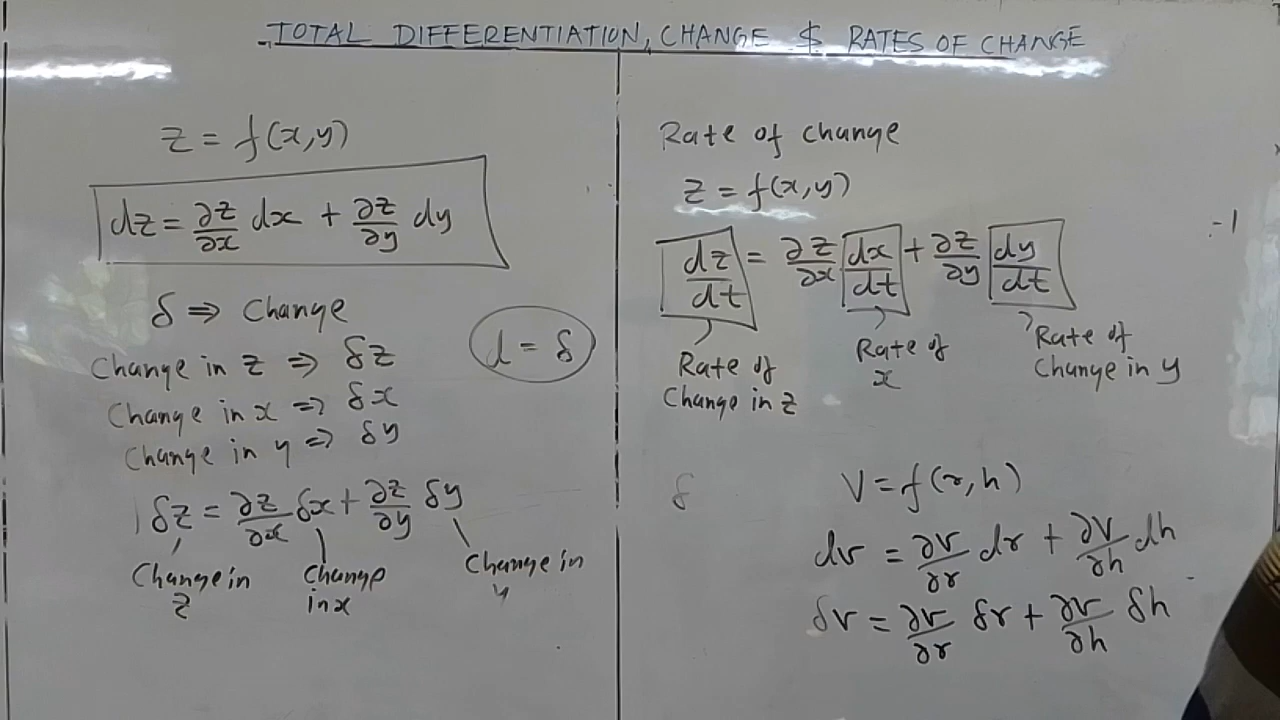 TOTAL DIFFERENTIATION, CHANGE $ RATES OF CHANGE
z = f(x,y)
dz = ∂z/∂x dx + ∂z/∂y dy
δ ⇒ Change
Change in z ⇒ δz
d = δ
Change in x ⇒ δx
Change in y ⇒ δy
δz = ∂z/∂x δx + ∂z/∂y δy
Change in z
Change in x
Change in y
Rate of change
z = f(x,y)
dz/dt = ∂z/∂x dx/dt + ∂z/∂y dy/dt
Rate of Change in z
Rate of x
Rate of Change in y
-1
δ
V = f(r,h)
dv = ∂v/∂r dr + ∂v/∂h dh
δv = ∂v/∂r δr + ∂v/∂h δh